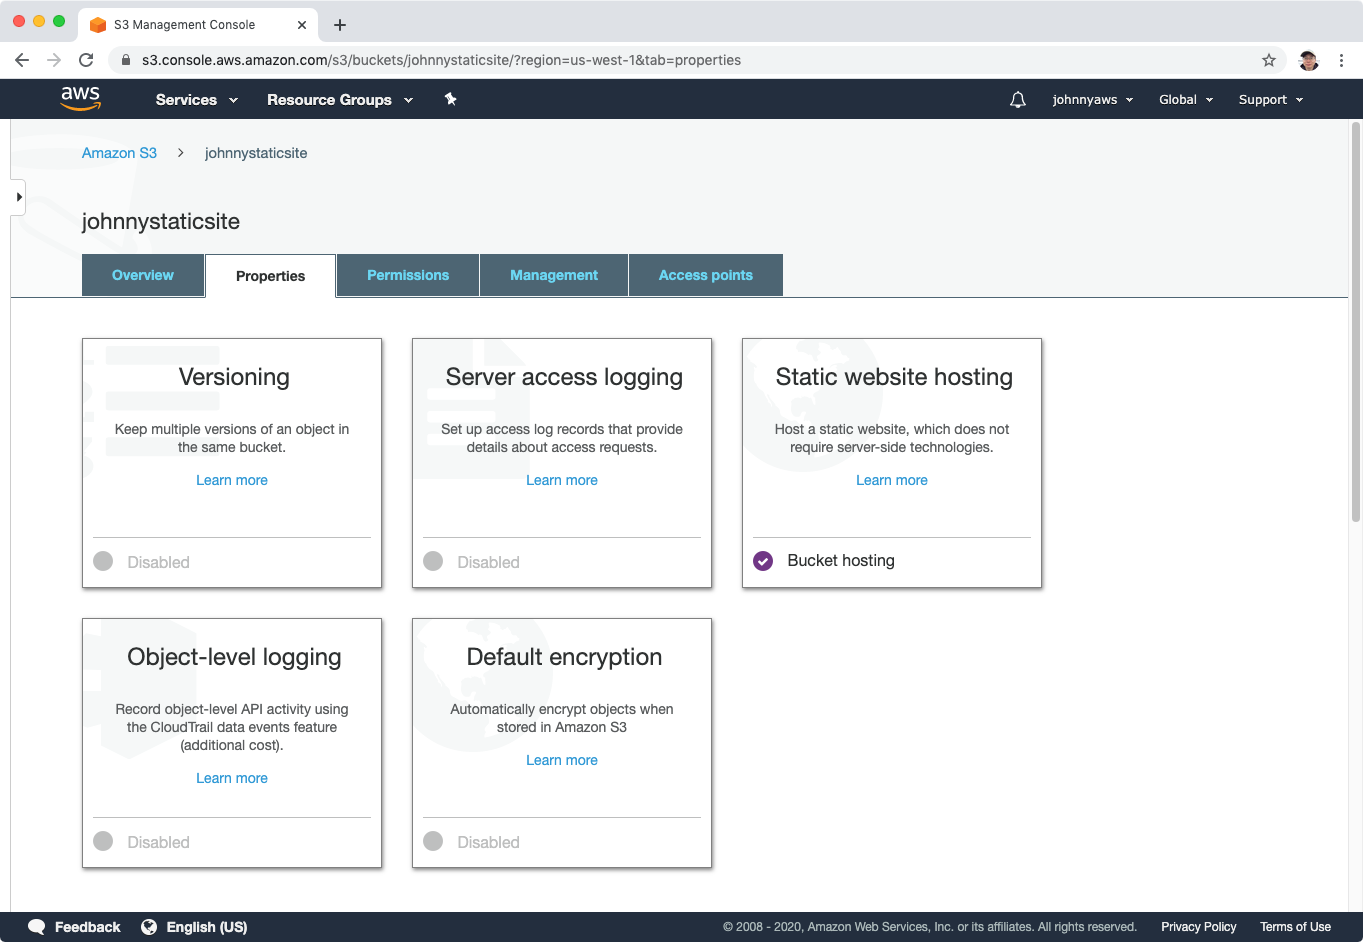 S3 Management Console
s3.console.aws.amazon.com/s3/buckets/johnnystaticsite/?region=us-west-1&tab=properties
aws Services Resource Groups johnnyaws Global Support
Amazon S3 > johnnystaticsite
johnnystaticsite
Overview Properties Permissions Management Access points
Versioning
Keep multiple versions of an object in
the same bucket.
Learn more
Disabled
Server access logging
Set up access log records that provide
details about access requests.
Learn more
Disabled
Static website hosting
Host a static website, which does not
require server-side technologies.
Learn more
Bucket hosting
Object-level logging
Record object-level API activity using
the CloudTrail data events feature
(additional cost).
Learn more
Disabled
Default encryption
Automatically encrypt objects when
stored in Amazon S3
Learn more
Disabled
Feedback English (US) © 2008 - 2020, Amazon Web Services, Inc. or its affiliates. All rights reserved. Privacy Policy Terms of Use